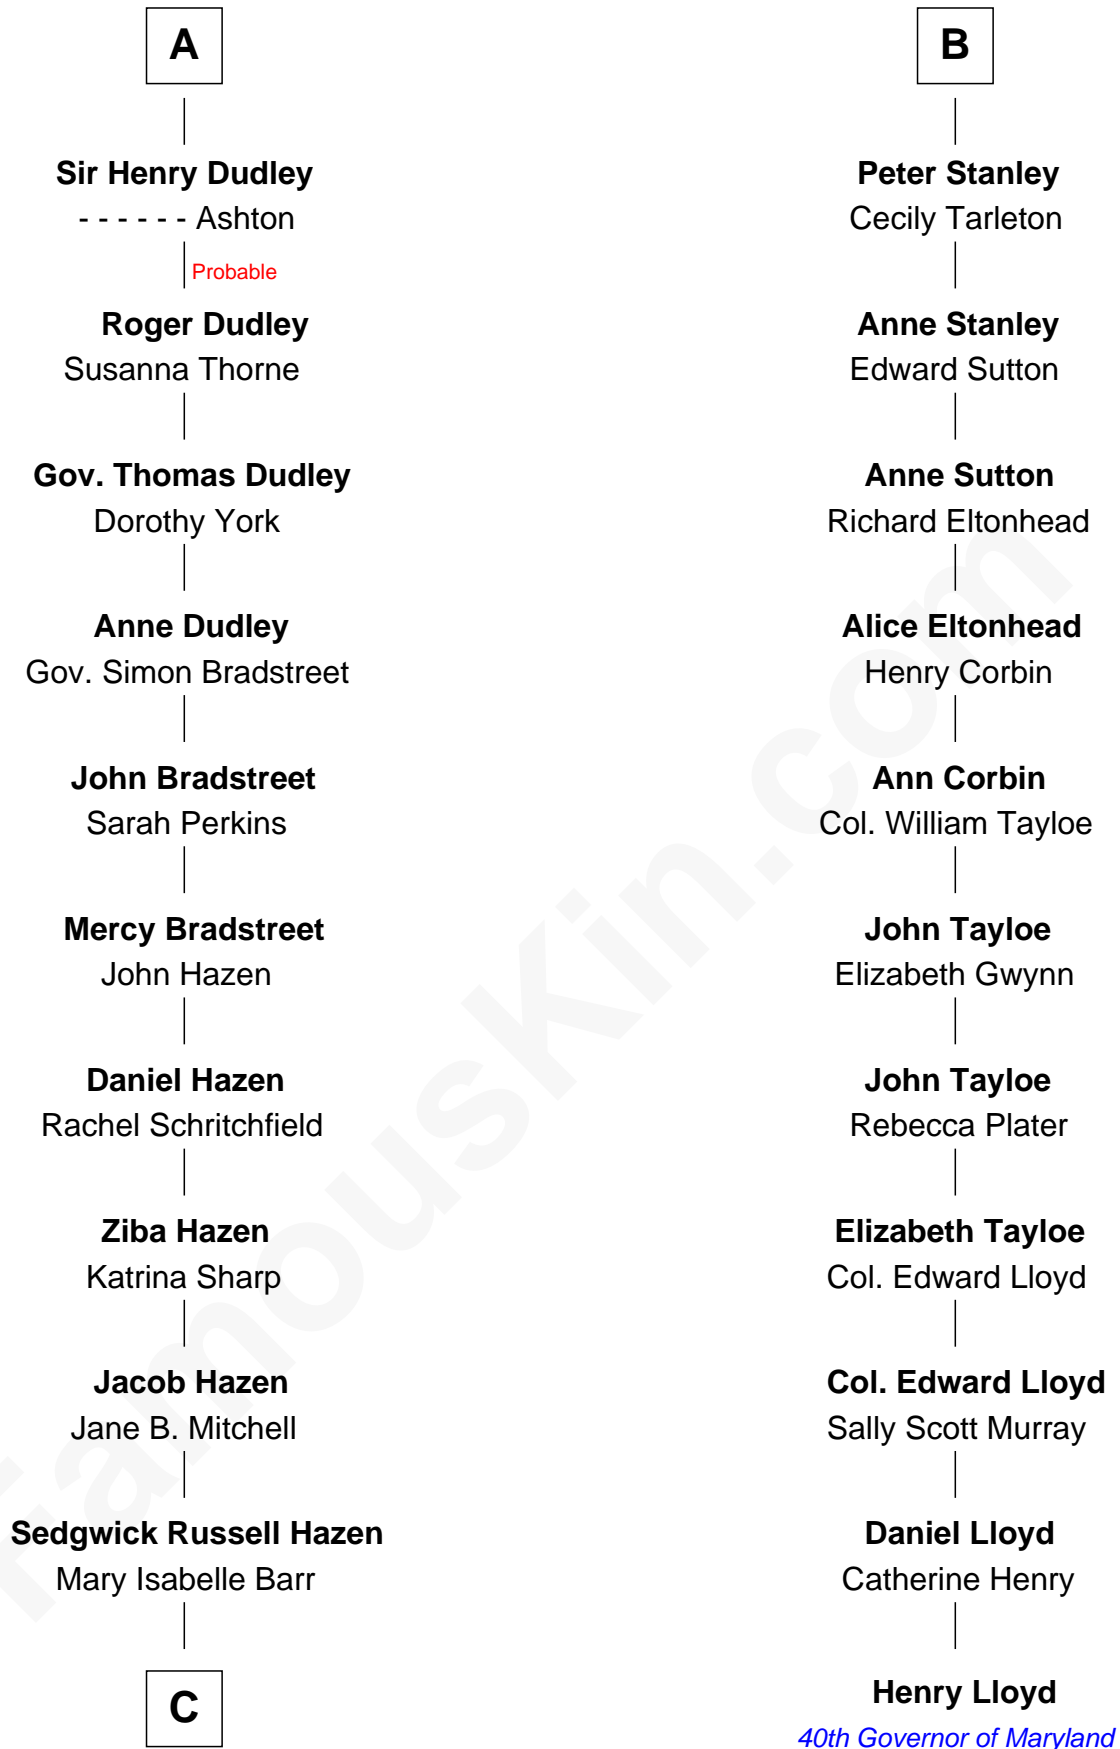 A
Sir Henry Dudley
- - - - - - Ashton
Probable
Roger Dudley
Susanna Thorne
Gov. Thomas Dudley
Dorothy York
Anne Dudley
Gov. Simon Bradstreet
John Bradstreet
Sarah Perkins
Mercy Bradstreet
John Hazen
Daniel Hazen
Rachel Schritchfield
Ziba Hazen
Katrina Sharp
Jacob Hazen
Jane B. Mitchell
Sedgwick Russell Hazen
Mary Isabelle Barr
C
B
Peter Stanley
Cecily Tarleton
Anne Stanley
Edward Sutton
Anne Sutton
Richard Eltonhead
Alice Eltonhead
Henry Corbin
Ann Corbin
Col. William Tayloe
John Tayloe
Elizabeth Gwynn
John Tayloe
Rebecca Plater
Elizabeth Tayloe
Col. Edward Lloyd
Col. Edward Lloyd
Sally Scott Murray
Daniel Lloyd
Catherine Henry
Henry Lloyd
40th Governor of Maryland
FamousKin.com